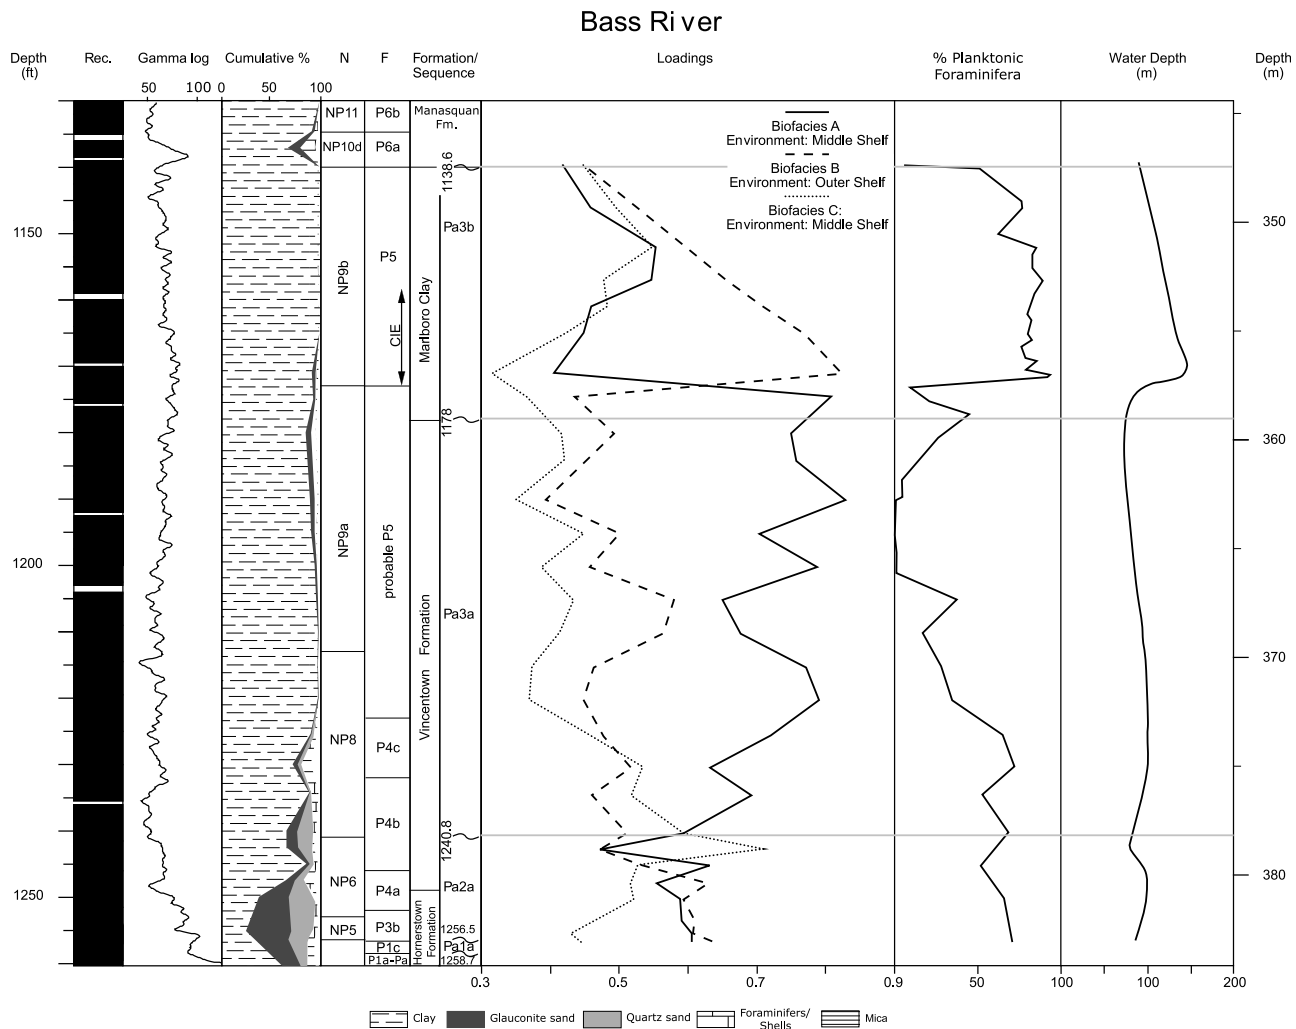 Bass River
Depth
(ft)
Rec.
Gamma log
Cumulative %
N
F
Formation/
Sequence
Loadings
% Planktonic
Foraminifera
Water Depth
(m)
Depth
(m)
50
100
0
50
100
NP11
P6b
Manasquan
Fm.
NP10d
P6a
1138.6
Biofacies A
Environment: Middle Shelf
Biofacies B
Environment: Outer Shelf
Biofacies C:
Environment: Middle Shelf
1150
Pa3b
350
P5
NP9b
CIE
Marlboro Clay
1178
360
NP9a
probable P5
1200
Pa3a
Vincentown Formation
370
NP8
P4c
P4b
1240.8
NP6
P4a
Pa2a
380
1250
NP5
P3b
Hornerstown
Formation
1256.5
P1c
Pa1a
P1a-Pa
1258.7
0.3
0.5
0.7
0.9
50
100
100
200
Clay
Glauconite sand
Quartz sand
Foraminifers/
Shells
Mica